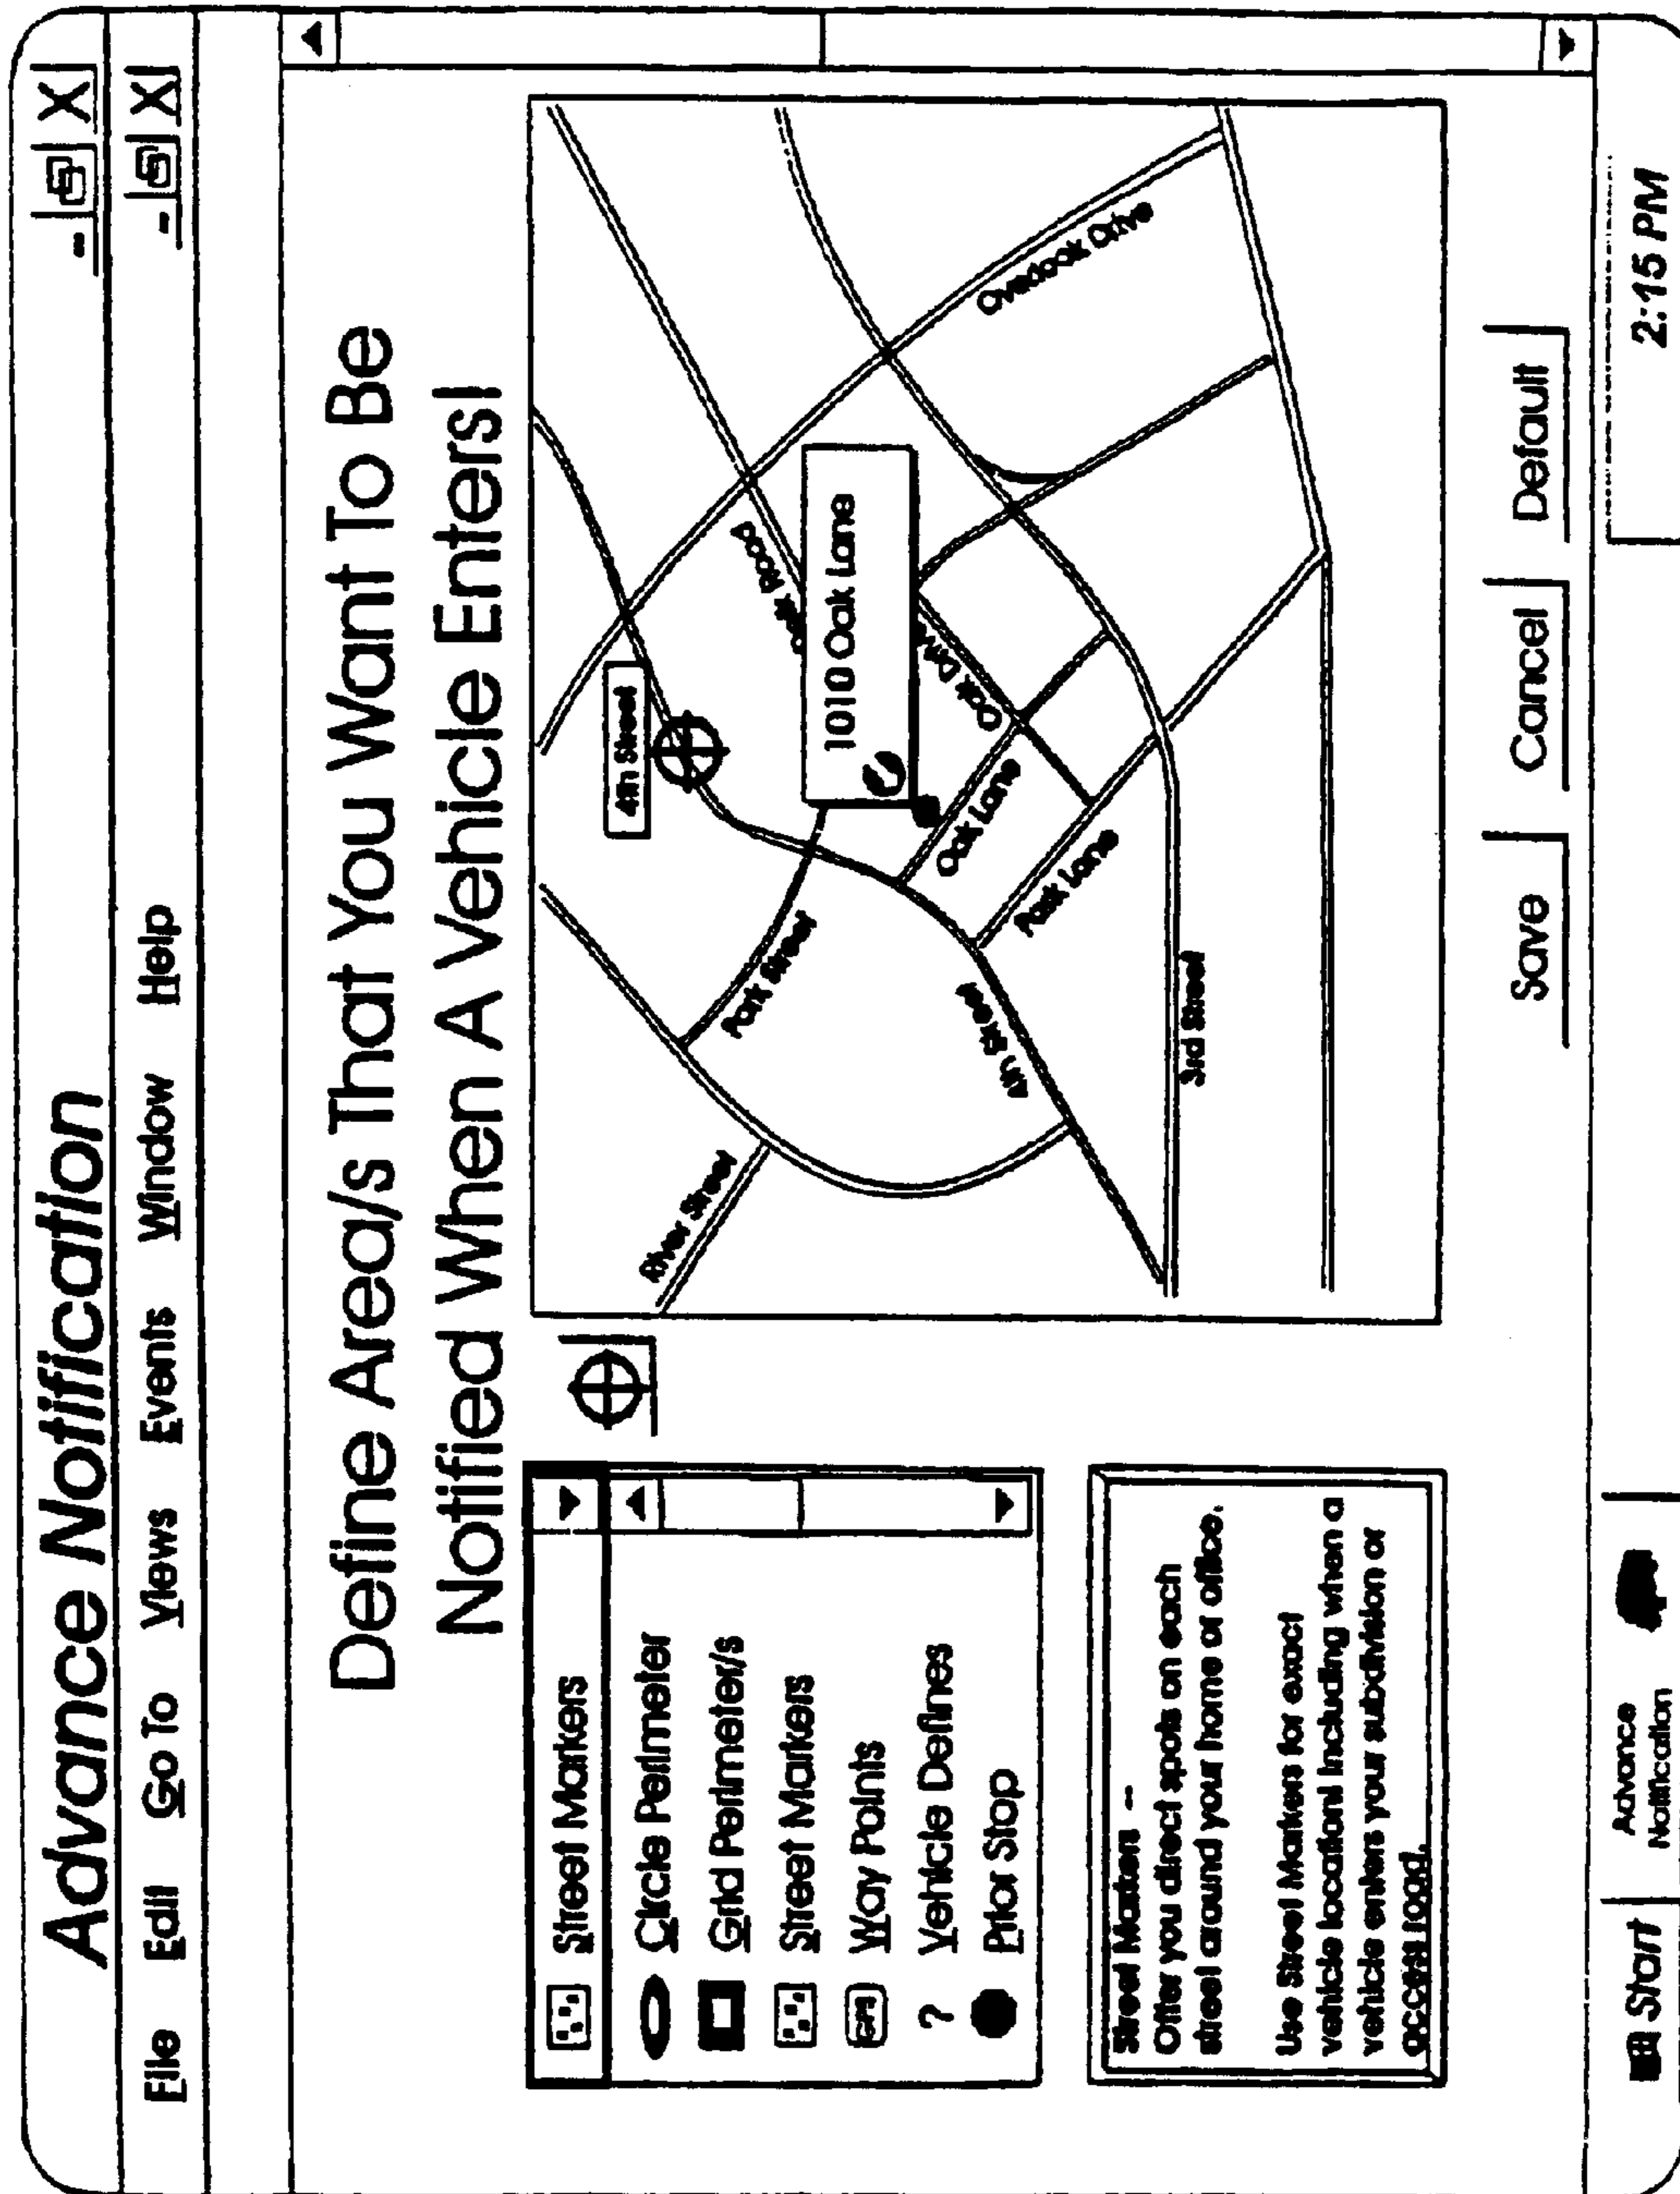 Advance Notification
File Edit Go To Views Events Window Help
Define Area/s That You Want To Be
Notified When A Vehicle Enters!
Street Markers
Circle Perimeter
Grid Perimeter/s
Street Markers
GPS Way Points
? Vehicle Defines
Prior Stop
Street Markers --
Offer you direct spots on each
street around your home or office.
Use Street Markers for exact
vehicle locations including when a
vehicle enters your subdivision or
access road.
River Street
Park Street
4th Street
1010 Oak Lane
Road
Oak
Oak Lane
Park Lane
4th Street
3rd Street
Overlook Drive
Save Cancel Default
Start
Advance
Notification
2:15 PM